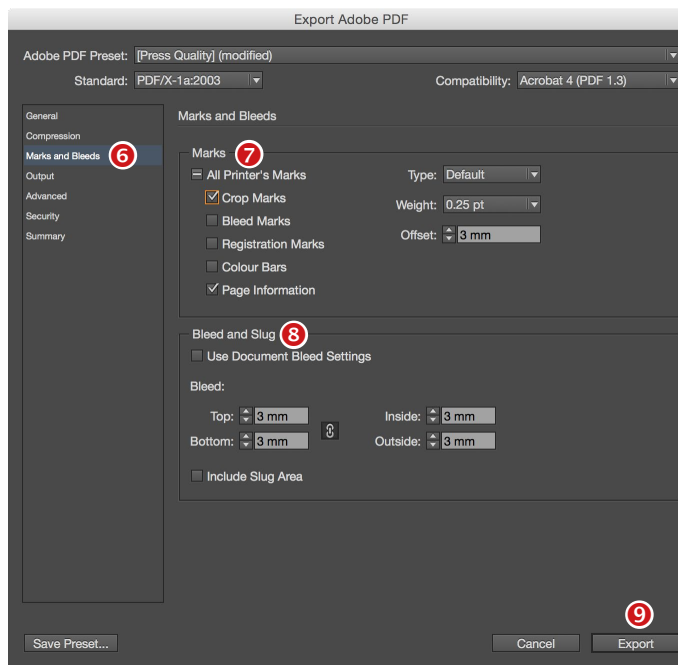 Export Adobe PDF
Adobe PDF Preset: [Press Quality] (modified)
Standard: PDF/X-1a:2003 Compatibility: Acrobat 4 (PDF 1.3)
General
Compression
Marks and Bleeds 6
Output
Advanced
Security
Summary
Marks and Bleeds
Marks 7
All Printer's Marks
Crop Marks
Bleed Marks
Registration Marks
Colour Bars
Page Information
Type: Default
Weight: 0.25 pt
Offset: 3 mm
Bleed and Slug 8
Use Document Bleed Settings
Bleed:
Top: 3 mm Inside: 3 mm
Bottom: 3 mm Outside: 3 mm
Include Slug Area
9
Save Preset... Cancel Export